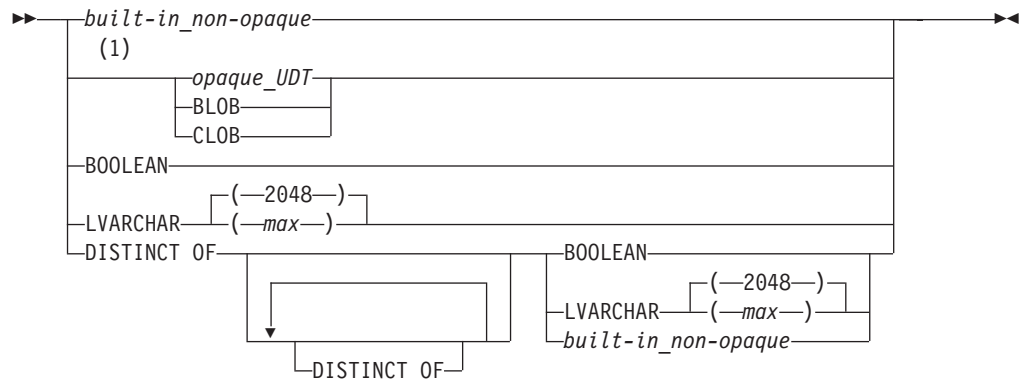 built-in_non-opaque
(1)
opaque_UDT
BLOB
CLOB
BOOLEAN
( 2048 )
LVARCHAR ( max )
DISTINCT OF BOOLEAN
( 2048 )
LVARCHAR ( max )
built-in_non-opaque
DISTINCT OF